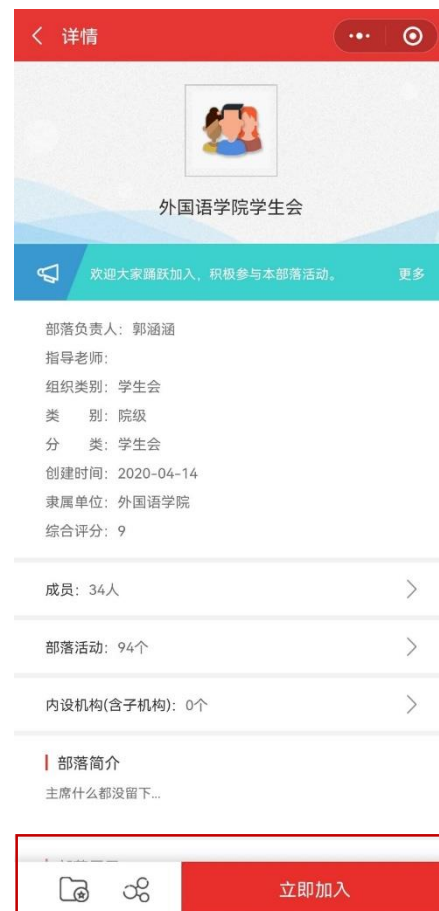 详情
外国语学院学生会
欢迎大家踊跃加入，积极参与本部落活动。 更多
部落负责人：郭涵涵
指导老师：
组织类别：学生会
类 别：院级
分 类：学生会
创建时间：2020-04-14
隶属单位：外国语学院
综合评分：9
成员：34人
部落活动：94个
内设机构(含子机构)：0个
部落简介
主席什么都没留下...
立即加入